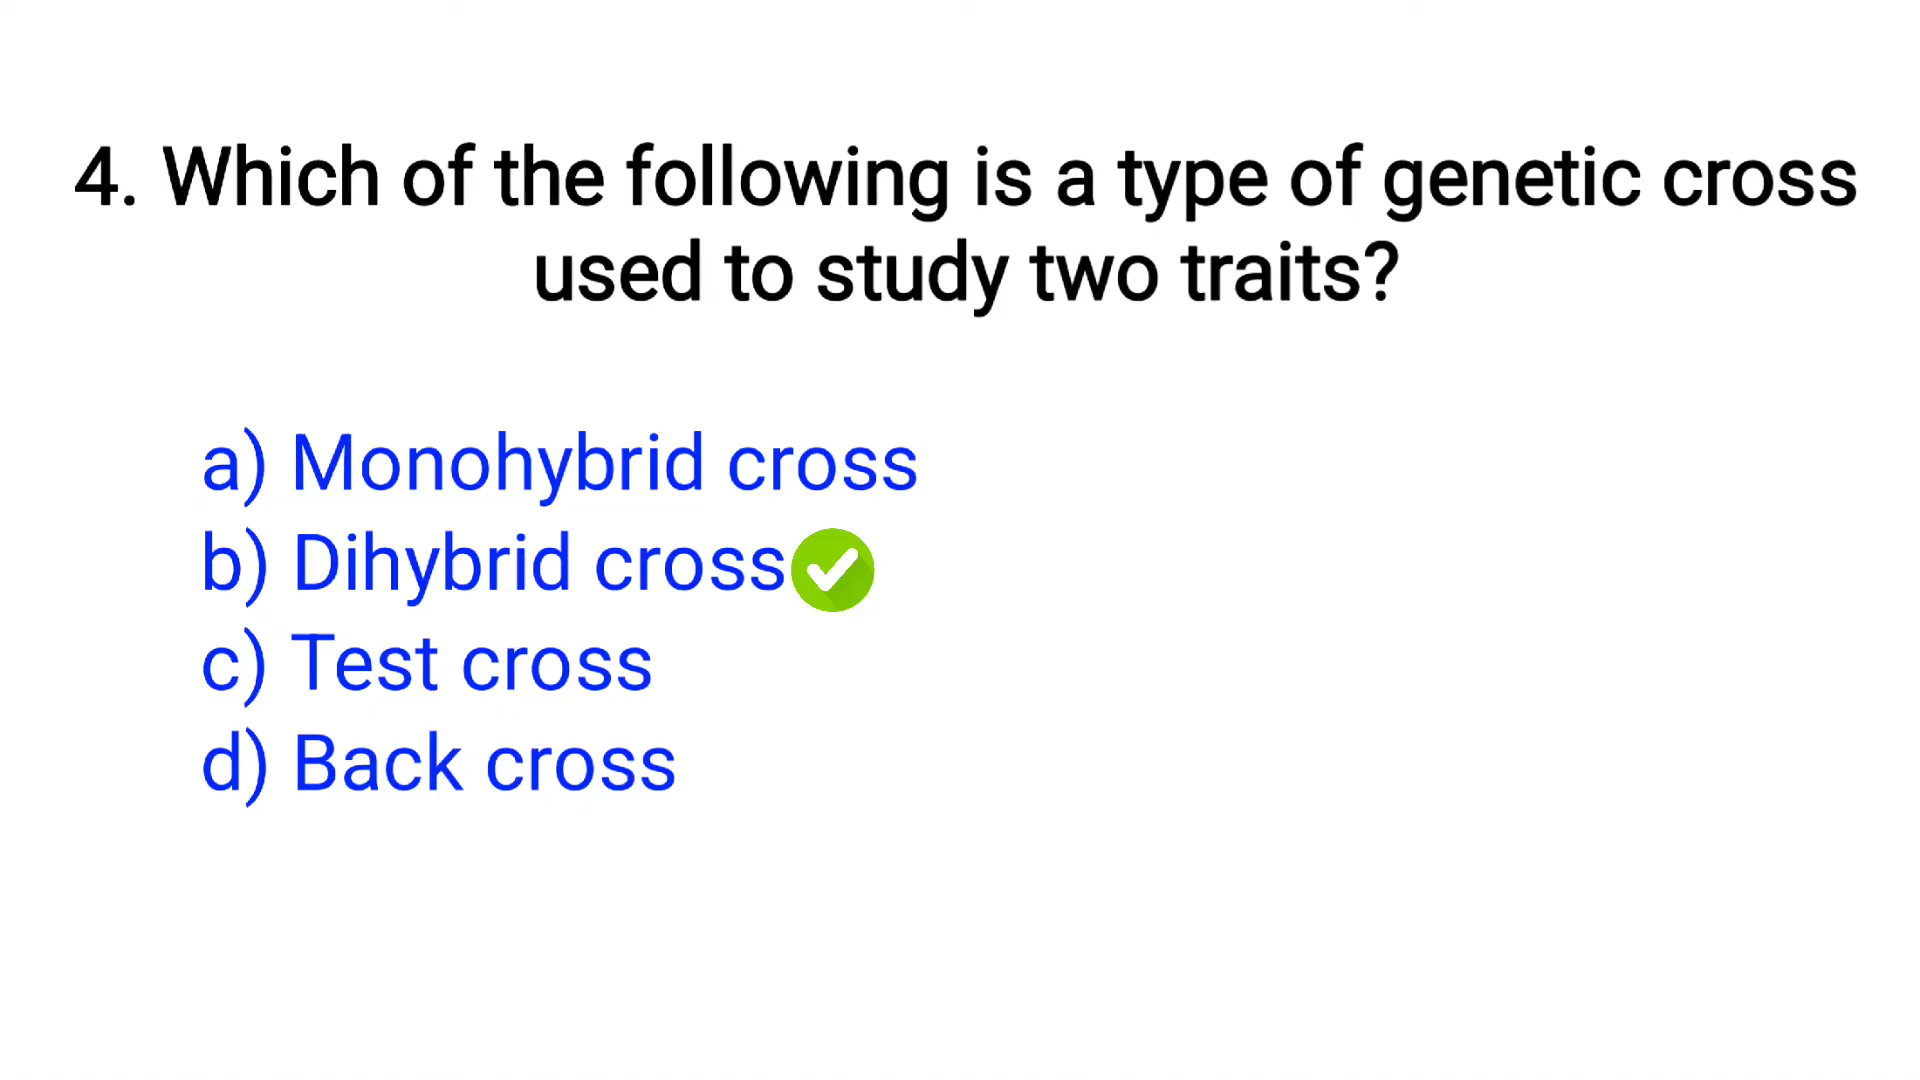 4. Which of the following is a type of genetic cross
used to study two traits?
a) Monohybrid cross
b) Dihybrid cross
c) Test cross
d) Back cross